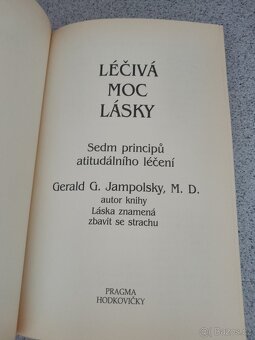 LÉČIVÁ
MOC
LÁSKY
Sedm principů
atitudálního léčení
Gerald G. Jampolsky, M. D.
autor knihy
Láska znamená
zbavit se strachu
PRAGMA
HODKOVIČKY